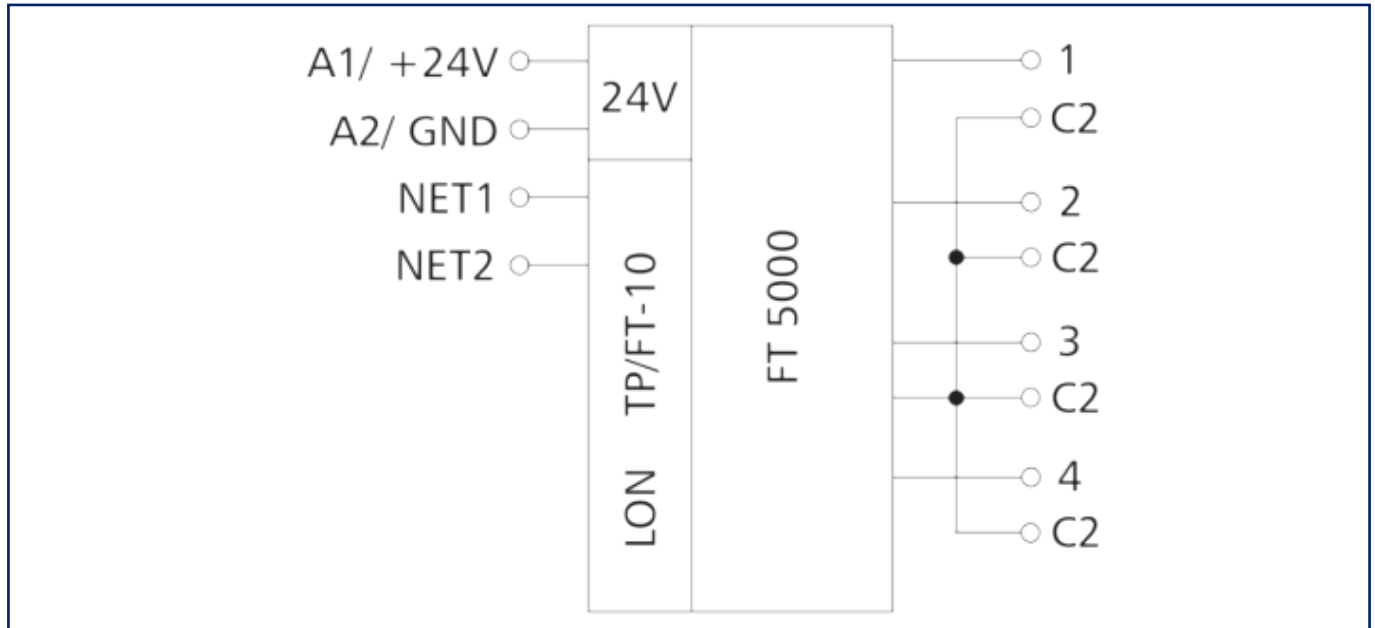 A1/ +24V
A2/ GND
NET1
NET2
24V
LON TP/FT-10
FT 5000
1
C2
2
C2
3
C2
4
C2